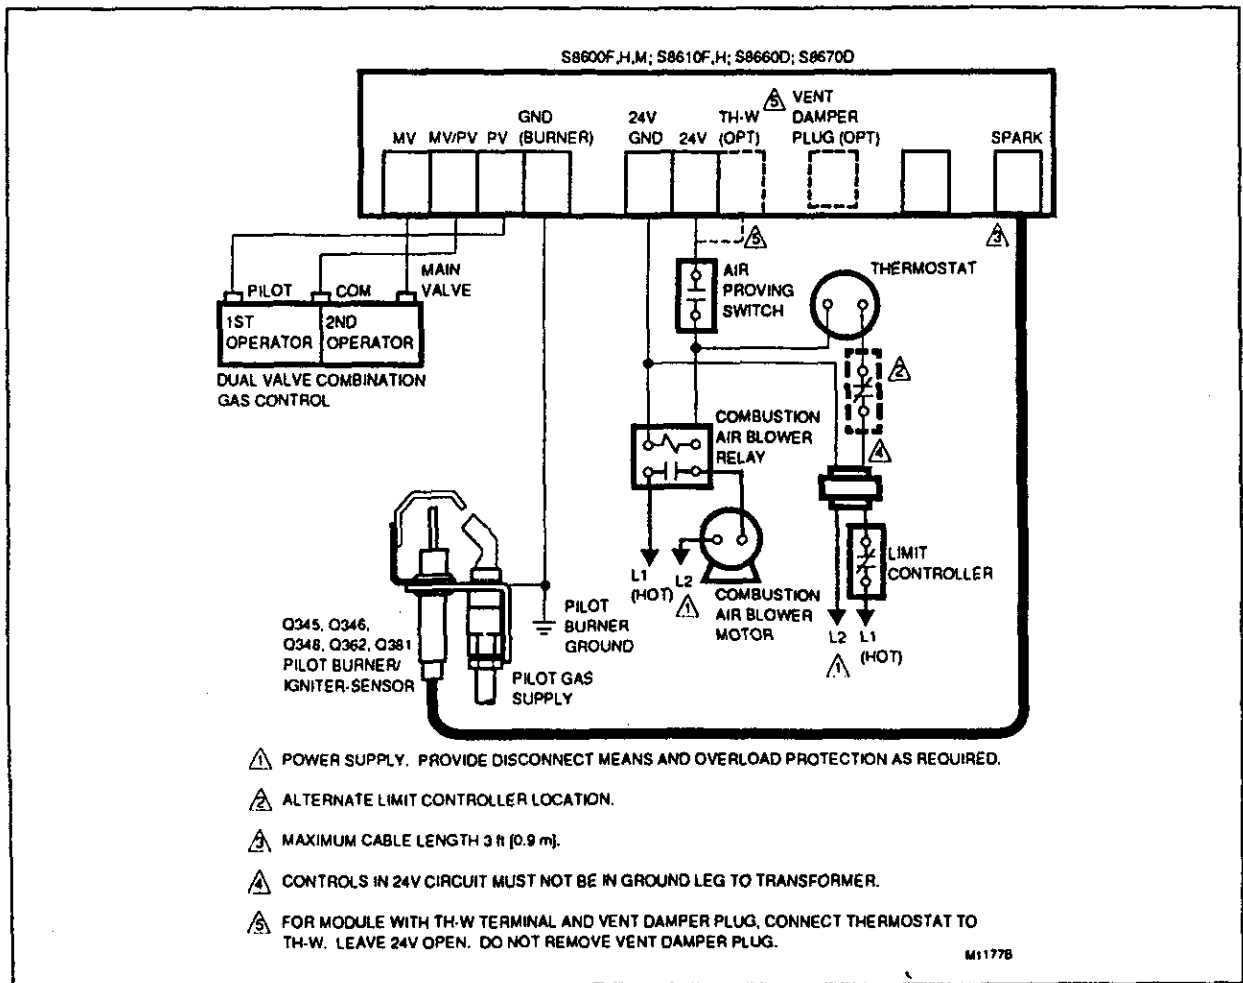 S8600F,H,M; S8610F,H; S8660D; S8670D
MV
MV/PV
PV
GND
(BURNER)
24V
GND
24V
TH-W
(OPT)
5
VENT
DAMPER
PLUG (OPT)
SPARK
5
3
PILOT
COM
MAIN
VALVE
1ST
OPERATOR
2ND
OPERATOR
DUAL VALVE COMBINATION
GAS CONTROL
AIR
PROVING
SWITCH
THERMOSTAT
2
4
COMBUSTION
AIR BLOWER
RELAY
LIMIT
CONTROLLER
L1
(HOT)
L2
1
COMBUSTION
AIR BLOWER
MOTOR
L2
1
L1
(HOT)
PILOT
BURNER
GROUND
Q345, Q346,
Q348, Q362, Q381
PILOT BURNER/
IGNITER-SENSOR
PILOT GAS
SUPPLY
1 POWER SUPPLY. PROVIDE DISCONNECT MEANS AND OVERLOAD PROTECTION AS REQUIRED.
2 ALTERNATE LIMIT CONTROLLER LOCATION.
3 MAXIMUM CABLE LENGTH 3 ft [0.9 m].
4 CONTROLS IN 24V CIRCUIT MUST NOT BE IN GROUND LEG TO TRANSFORMER.
5 FOR MODULE WITH TH-W TERMINAL AND VENT DAMPER PLUG, CONNECT THERMOSTAT TO
TH-W. LEAVE 24V OPEN. DO NOT REMOVE VENT DAMPER PLUG.
M1177B